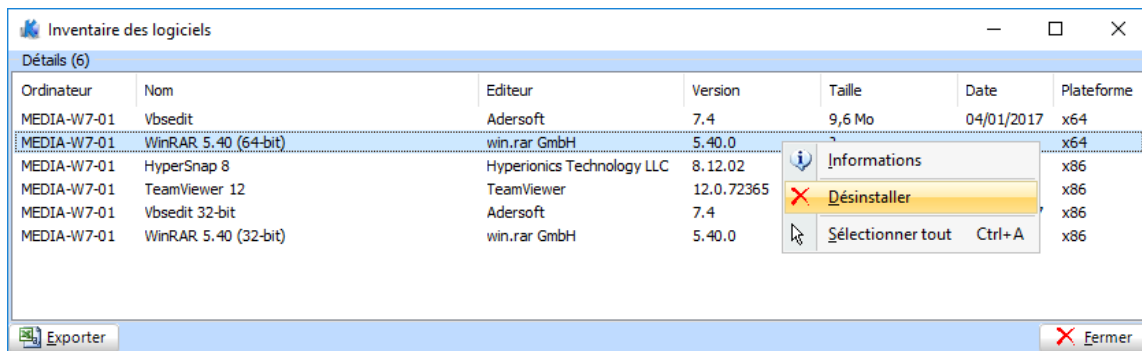 Inventaire des logiciels
Détails (6)
Ordinateur Nom Editeur Version Taille Date Plateforme
MEDIA-W7-01 Vbsedit Adersoft 7.4 9,6 Mo 04/01/2017 x64
MEDIA-W7-01 WinRAR 5.40 (64-bit) win.rar GmbH 5.40.0 x64
MEDIA-W7-01 HyperSnap 8 Hyperionics Technology LLC 8.12.02 x86
Informations
MEDIA-W7-01 TeamViewer 12 TeamViewer 12.0.72365 x86
Désinstaller
MEDIA-W7-01 Vbsedit 32-bit Adersoft 7.4 x86
MEDIA-W7-01 WinRAR 5.40 (32-bit) win.rar GmbH 5.40.0 x86
Sélectionner tout Ctrl+A
Exporter Fermer